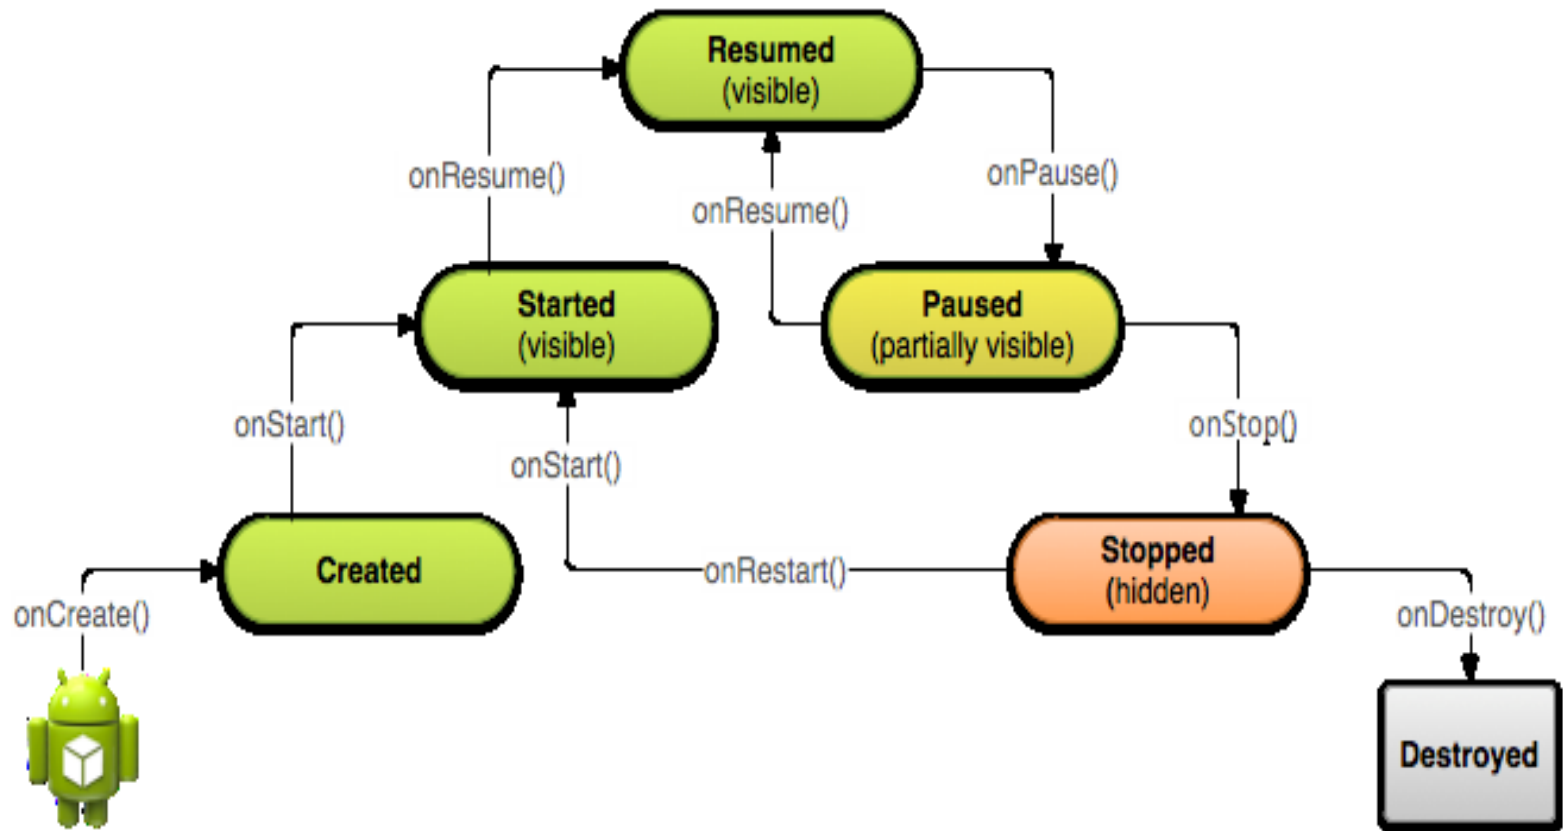 Resumed
(visible)
onResume()
onPause()
onResume()
Started
(visible)
Paused
(partially visible)
onStart()
onStop()
onStart()
Created
onRestart()
Stopped
(hidden)
onCreate()
onDestroy()
Destroyed